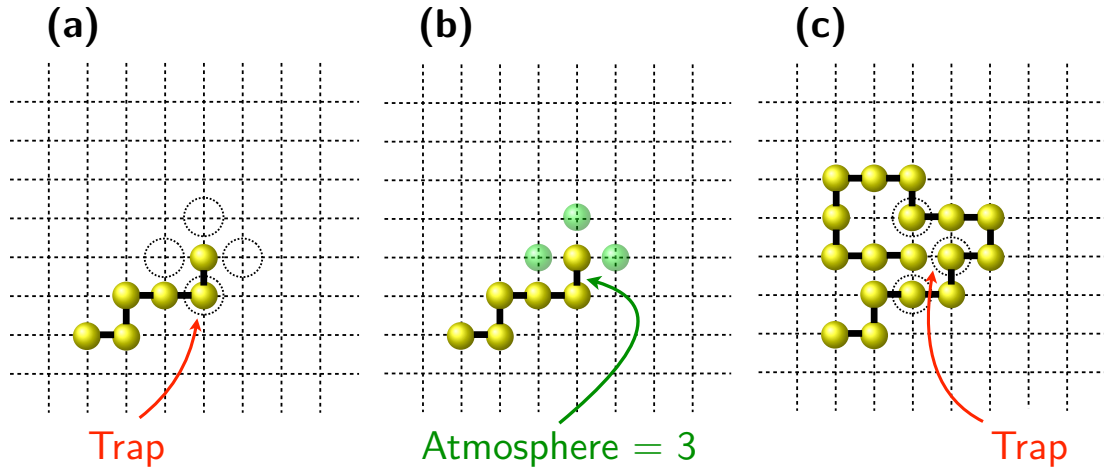 (a)
(b)
(c)
Trap
Atmosphere = 3
Trap